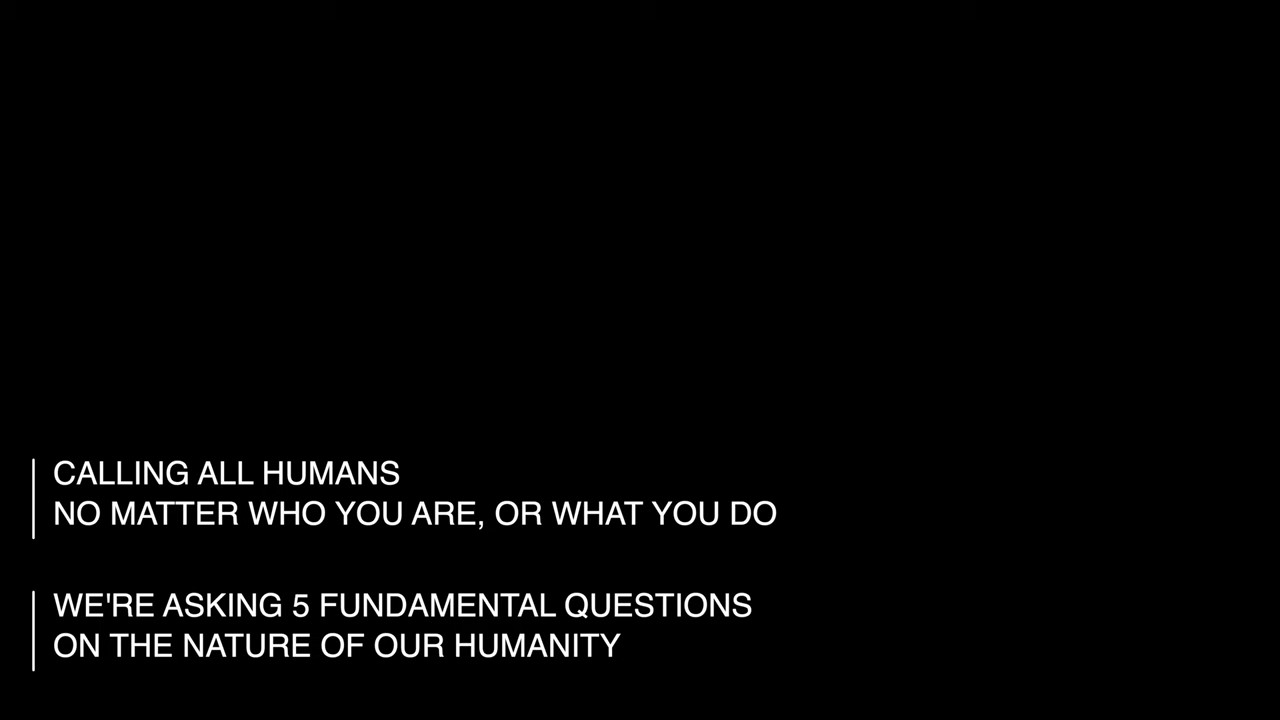 CALLING ALL HUMANS
NO MATTER WHO YOU ARE, OR WHAT YOU DO
WE'RE ASKING 5 FUNDAMENTAL QUESTIONS
ON THE NATURE OF OUR HUMANITY